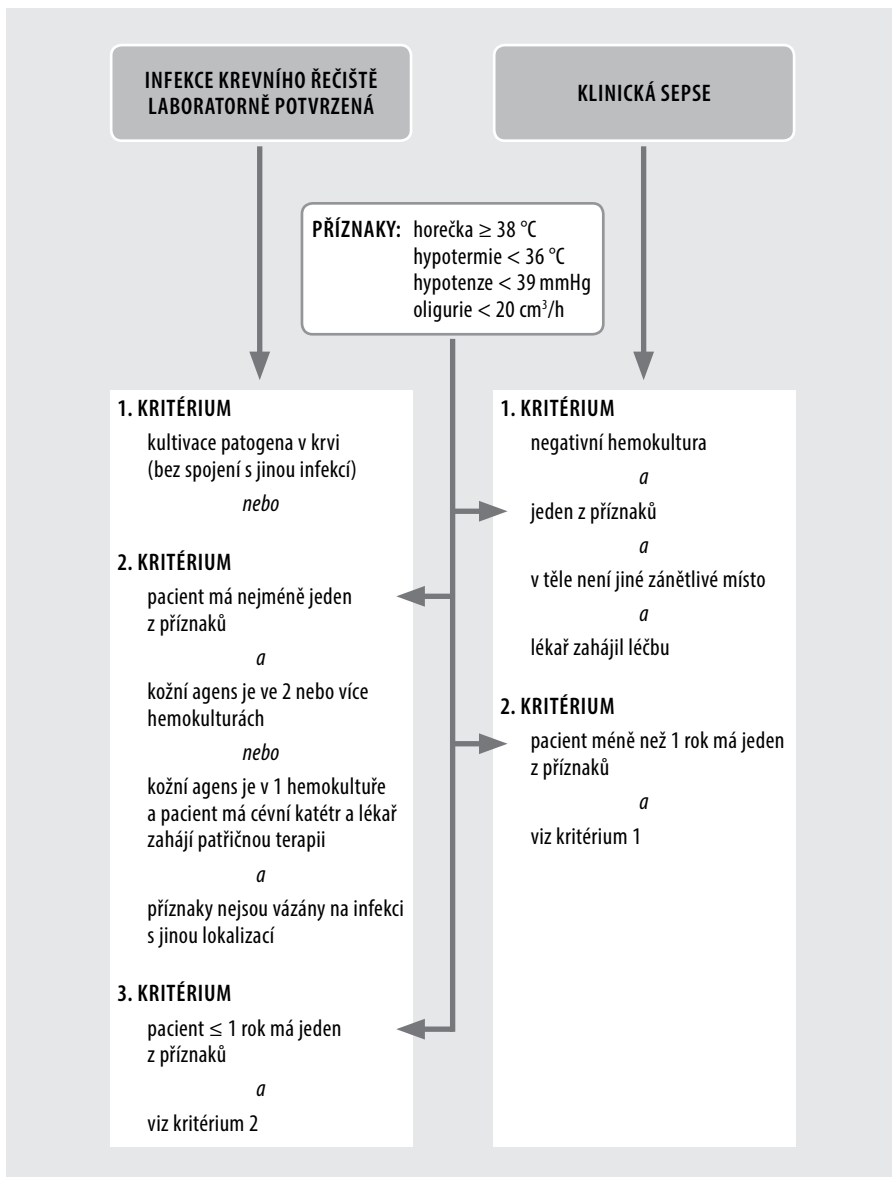 INFEKCE KREVNÍHO ŘEČIŠTĚ
LABORATORNĚ POTVRZENÁ
KLINICKÁ SEPSE
PŘÍZNAKY: horečka ≥ 38 °C
hypotermie < 36 °C
hypotenze < 39 mmHg
oligurie < 20 cm³/h
1. KRITÉRIUM
kultivace patogena v krvi
(bez spojení s jinou infekcí)
nebo
2. KRITÉRIUM
pacient má nejméně jeden
z příznaků
a
kožní agens je ve 2 nebo více
hemokulturách
nebo
kožní agens je v 1 hemokultuře
a pacient má cévní katétr a lékař
zahájí patřičnou terapii
a
příznaky nejsou vázány na infekci
s jinou lokalizací
3. KRITÉRIUM
pacient ≤ 1 rok má jeden
z příznaků
a
viz kritérium 2
1. KRITÉRIUM
negativní hemokultura
a
jeden z příznaků
a
v těle není jiné zánětlivé místo
a
lékař zahájil léčbu
2. KRITÉRIUM
pacient méně než 1 rok má jeden
z příznaků
a
viz kritérium 1